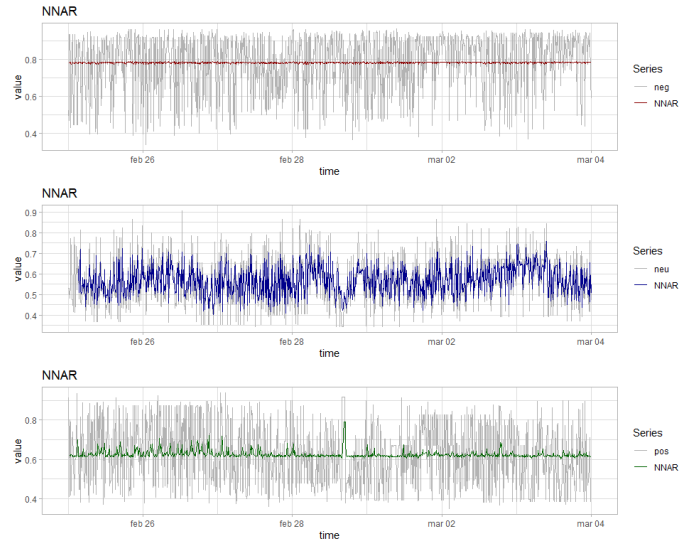 NNAR
value
0.8
0.6
0.4
feb 26
feb 28
mar 02
mar 04
time
Series
neg
NNAR
NNAR
value
0.9
0.8
0.7
0.6
0.5
0.4
feb 26
feb 28
mar 02
mar 04
time
Series
neu
NNAR
NNAR
value
0.8
0.6
0.4
feb 26
feb 28
mar 02
mar 04
time
Series
pos
NNAR